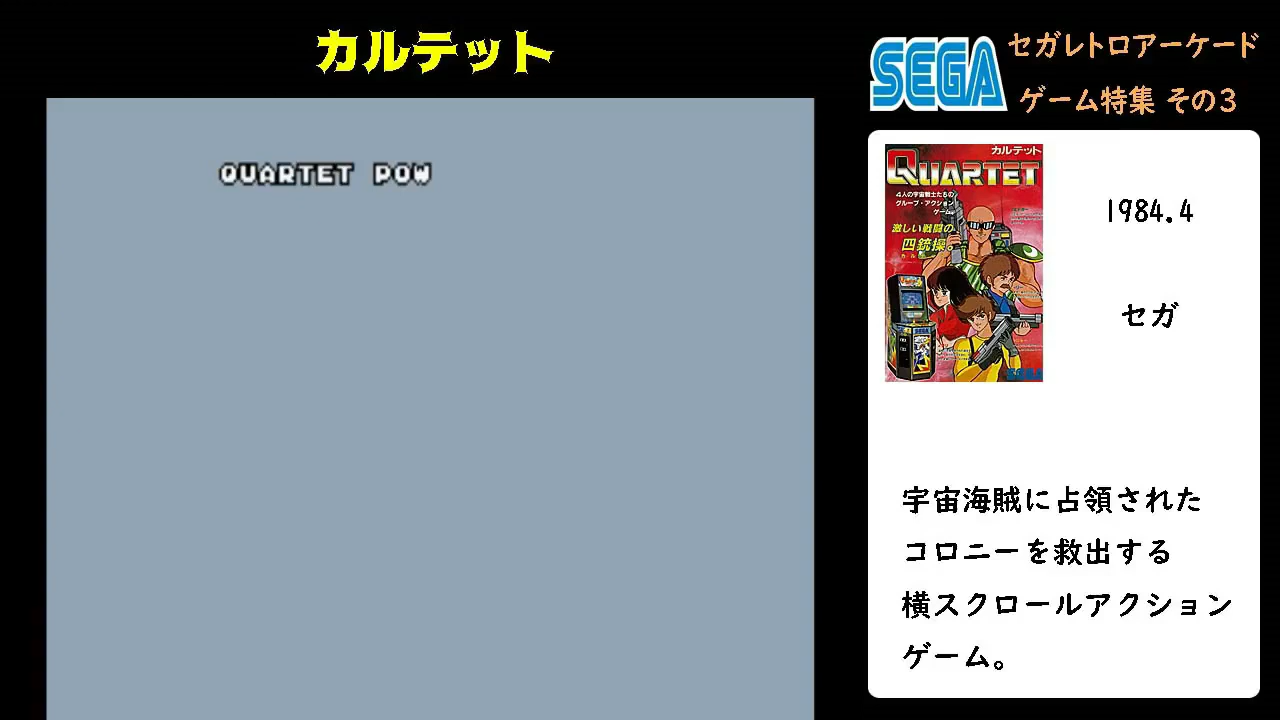 カルテット
SEGA
セガレトロアーケード
ゲーム特集 その3
QUARTET POW
カルテット
QUARTET
4人の宇宙戦士たちの
グループ・アクション
ゲーム。
激しい戦闘の
四銃操。
SEGA
SEGA
1984.4
セガ
宇宙海賊に占領された
コロニーを救出する
横スクロールアクション
ゲーム。